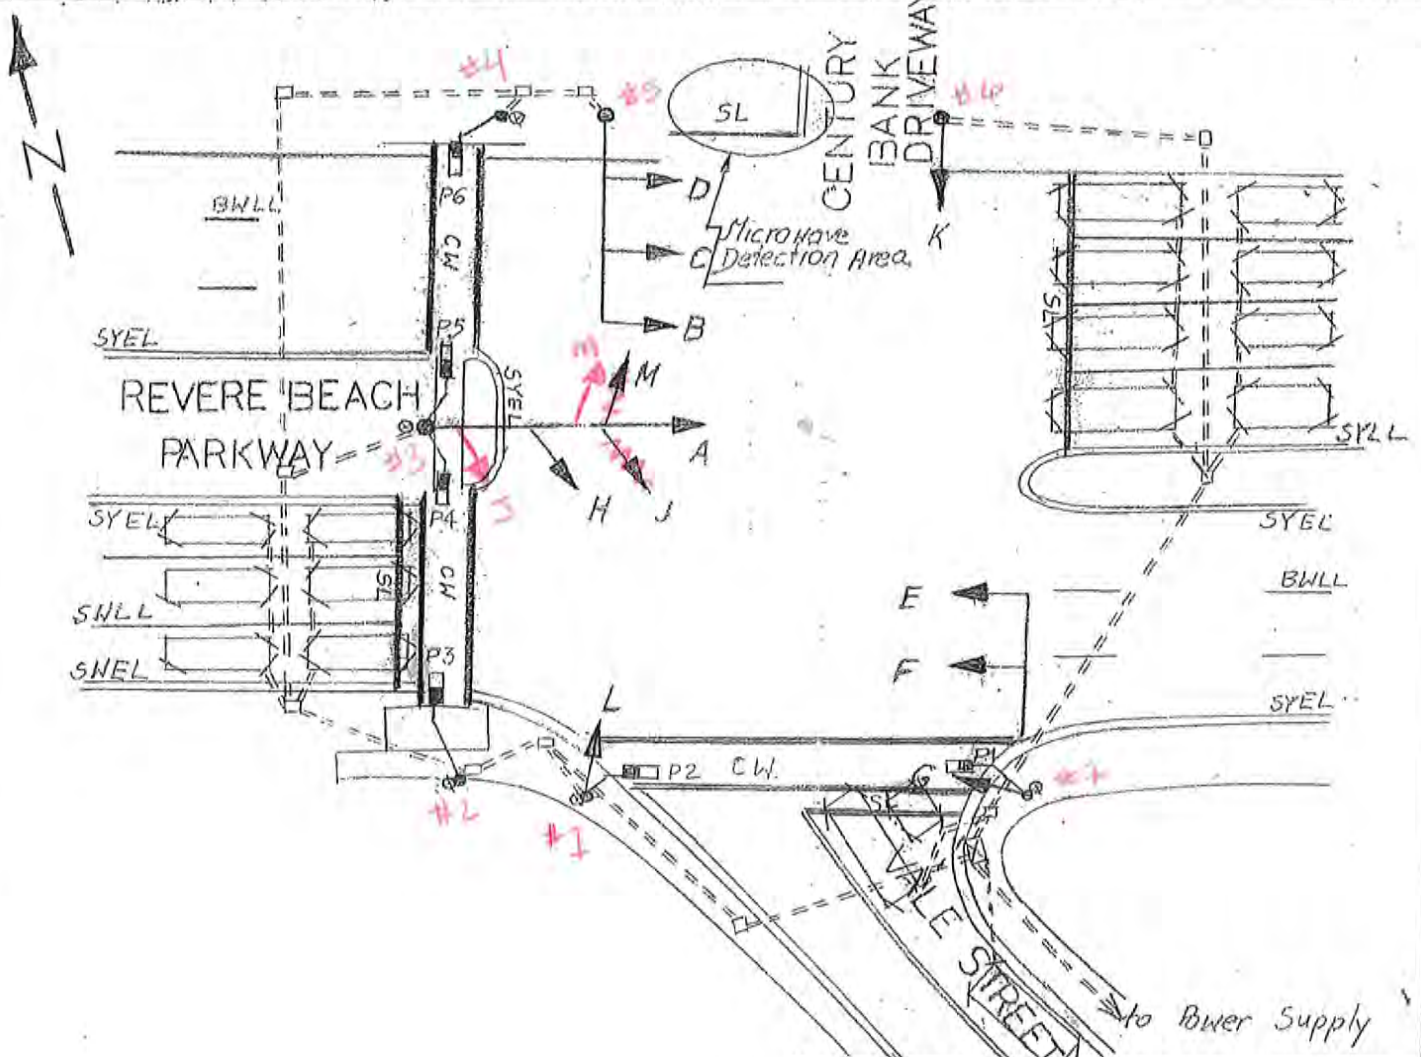 #4
#5
#6
SL
CENTURY
BANK
DRIVEWAY
N
BWLL
P6
CW
D
C
B
Microwave
Detection Area
K
SL
SYEL
P5
SYEL
M
M
REVERE BEACH
PARKWAY
#3
A
H
J
J
P4
SYLL
SYEL
SYEL
CW
SL
SWLL
SWEL
P3
E
F
BWLL
SYEL
L
P2 CW.
P1
G
SL
#2
#1
VALE STREET
to Power Supply